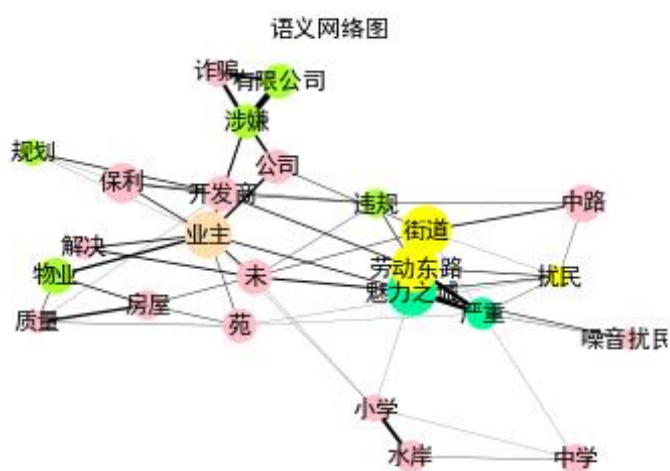 语义网络图
诈骗
有限公司
涉嫌
规划
公司
保利
开发商
违规
中路
业主
街道
解决
物业
未
劳动东路
扰民
魅力之城
质量
房屋
苑
严重
噪音扰民
小学
水岸
中学